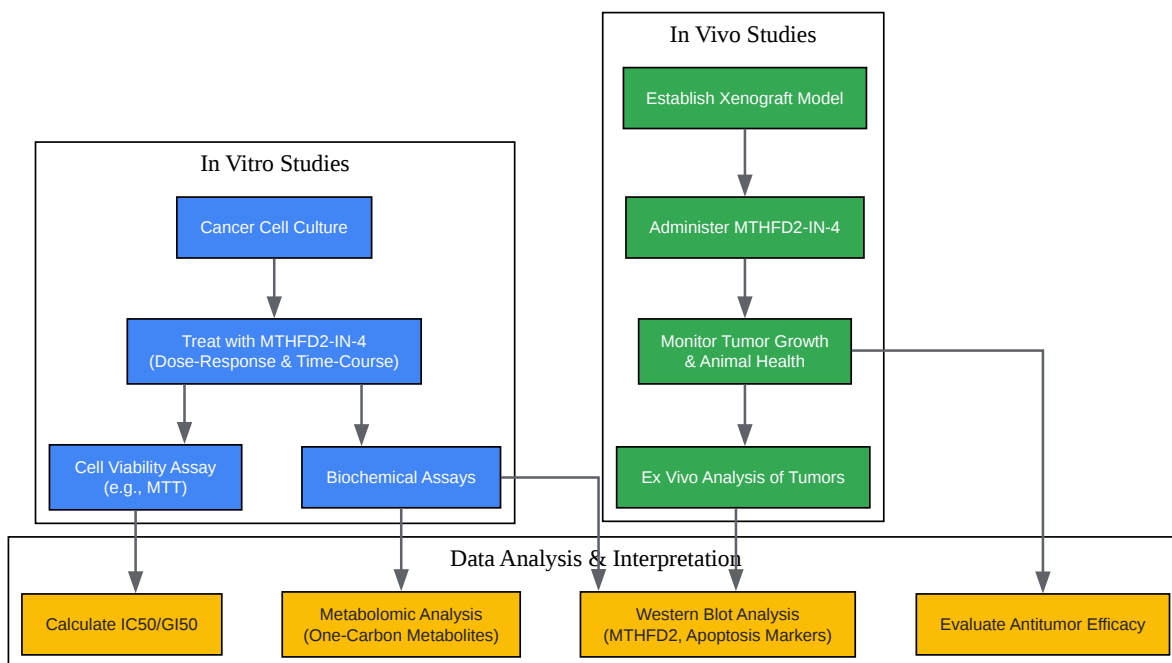 In Vivo Studies
Establish Xenograft Model
In Vitro Studies
Cancer Cell Culture
Administer MTHFD2-IN-4
Treat with MTHFD2-IN-4
(Dose-Response & Time-Course)
Monitor Tumor Growth
& Animal Health
Cell Viability Assay
(e.g., MTT)
Biochemical Assays
Ex Vivo Analysis of Tumors
Data Analysis & Interpretation
Calculate IC50/GI50
Metabolomic Analysis
(One-Carbon Metabolites)
Western Blot Analysis
(MTHFD2, Apoptosis Markers)
Evaluate Antitumor Efficacy